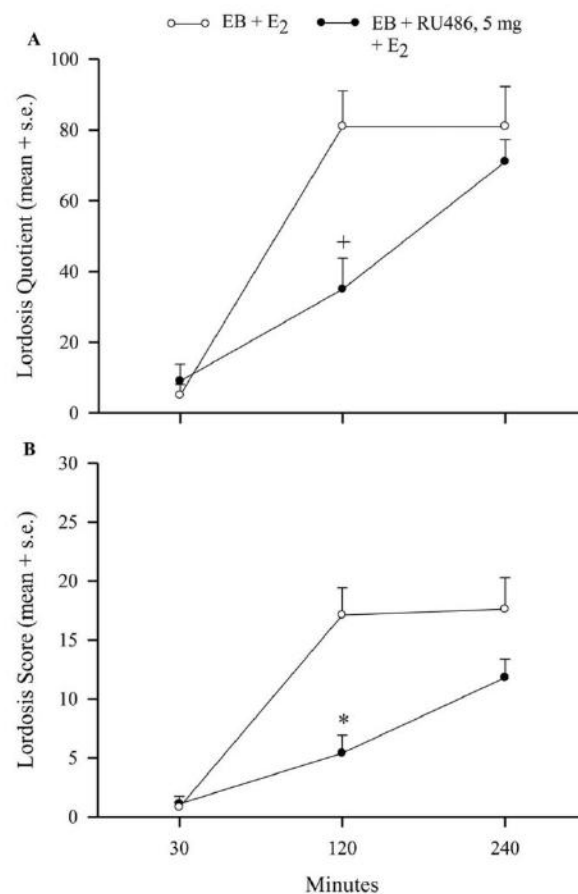 A
EB + E2
EB + RU486, 5 mg
+ E2
Lordosis Quotient (mean + s.e.)
100
80
60
40
20
0
+
B
Lordosis Score (mean + s.e.)
30
25
20
15
10
5
0
*
30 120 240
Minutes